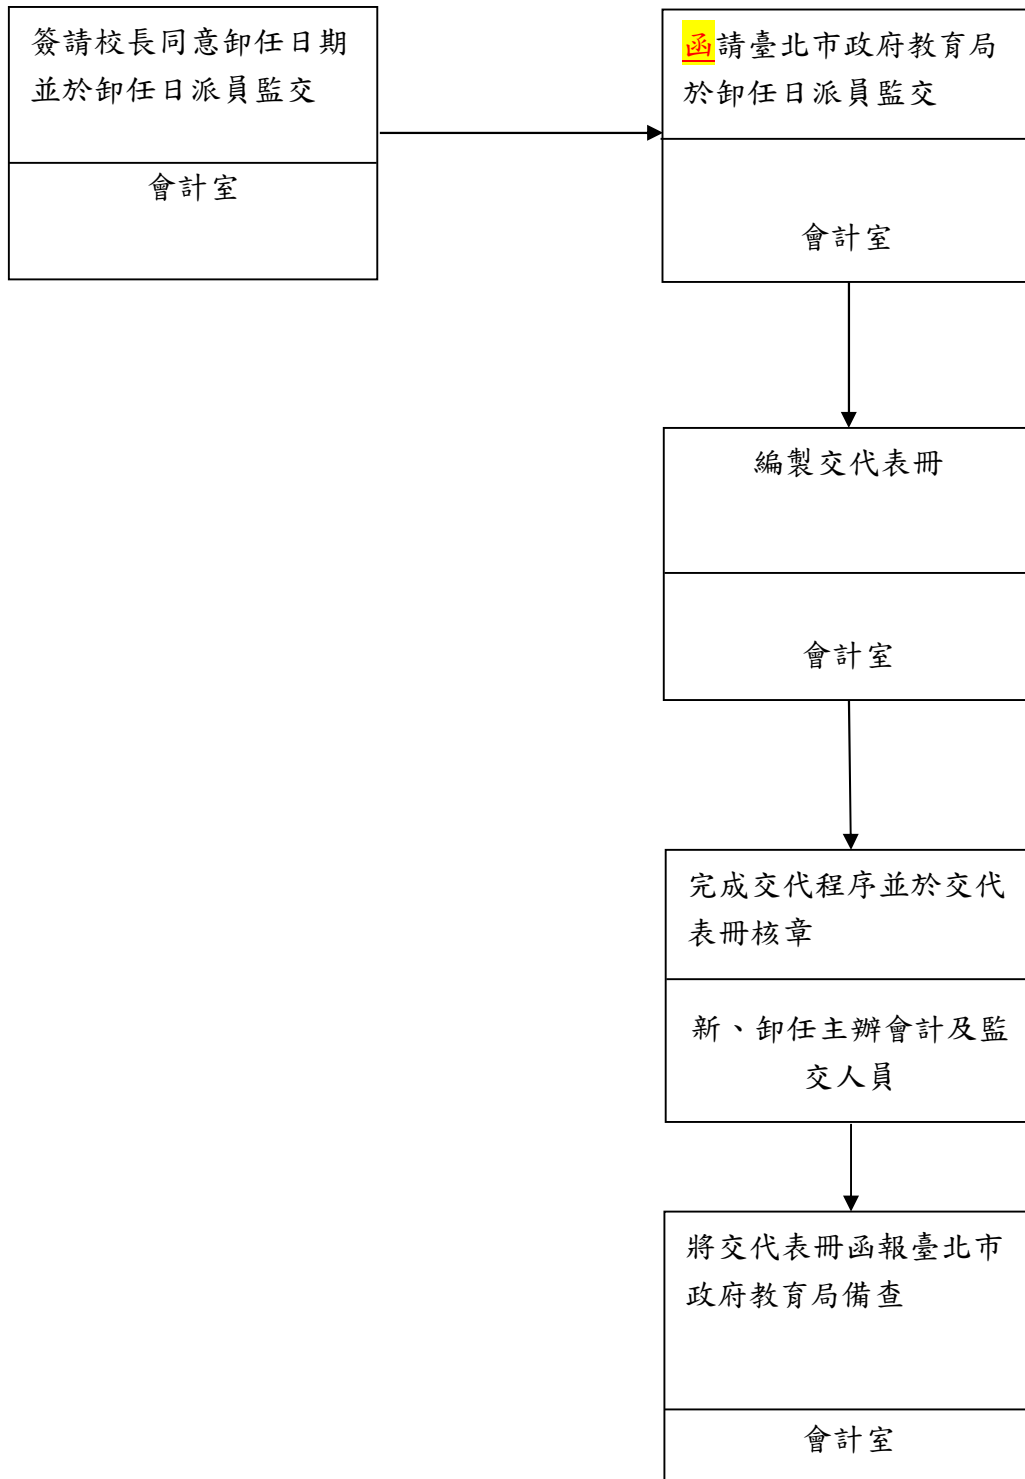 簽請校長同意卸任日期
並於卸任日派員監交
會計室
函請臺北市政府教育局
於卸任日派員監交
會計室
編製交代表冊
會計室
完成交代程序並於交代
表冊核章
新、卸任主辦會計及監
交人員
將交代表冊函報臺北市
政府教育局備查
會計室